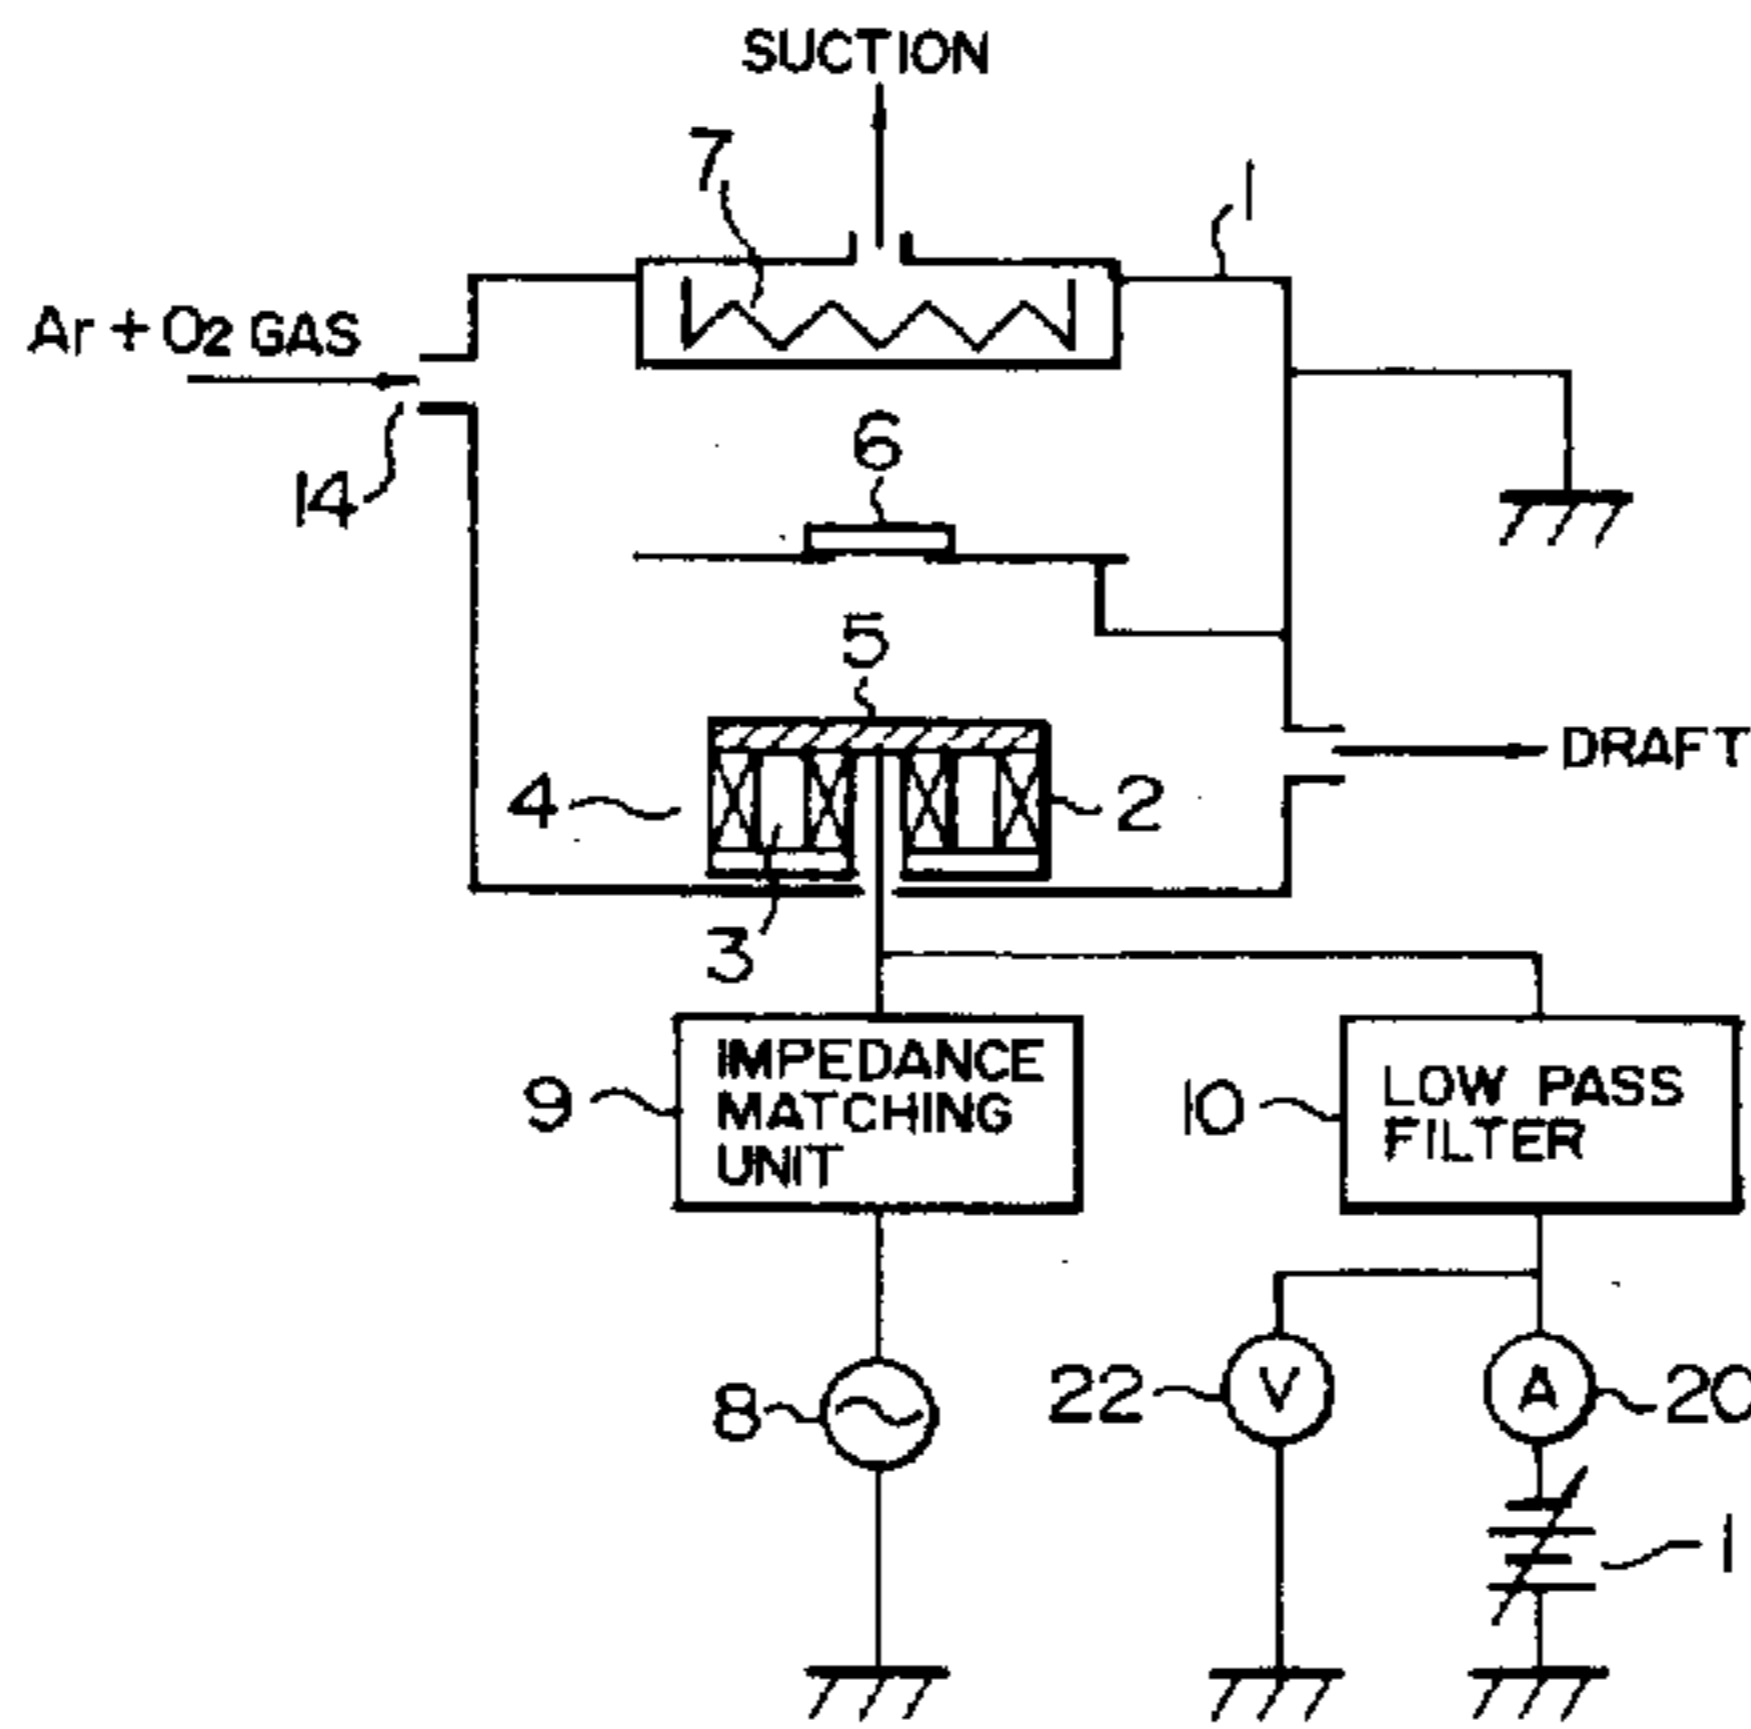 SUCTION
7
1
Ar + O2 GAS
14
6
5
4
2
DRAFT
3
IMPEDANCE
MATCHING
UNIT
9
LOW PASS
FILTER
10
8
22
V
A
20
1